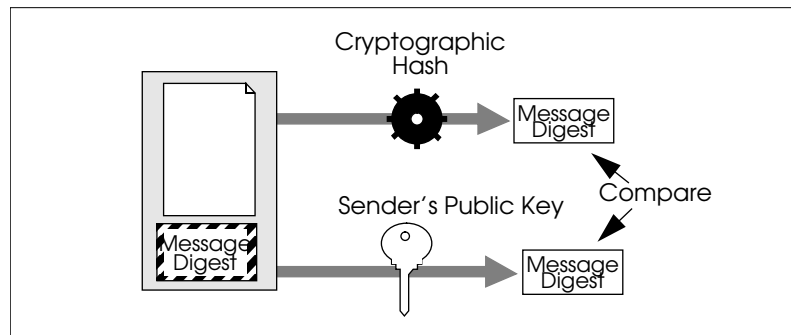 Cryptographic
Hash
Message
Digest
Compare
Sender's Public Key
Message
Digest
Message
Digest